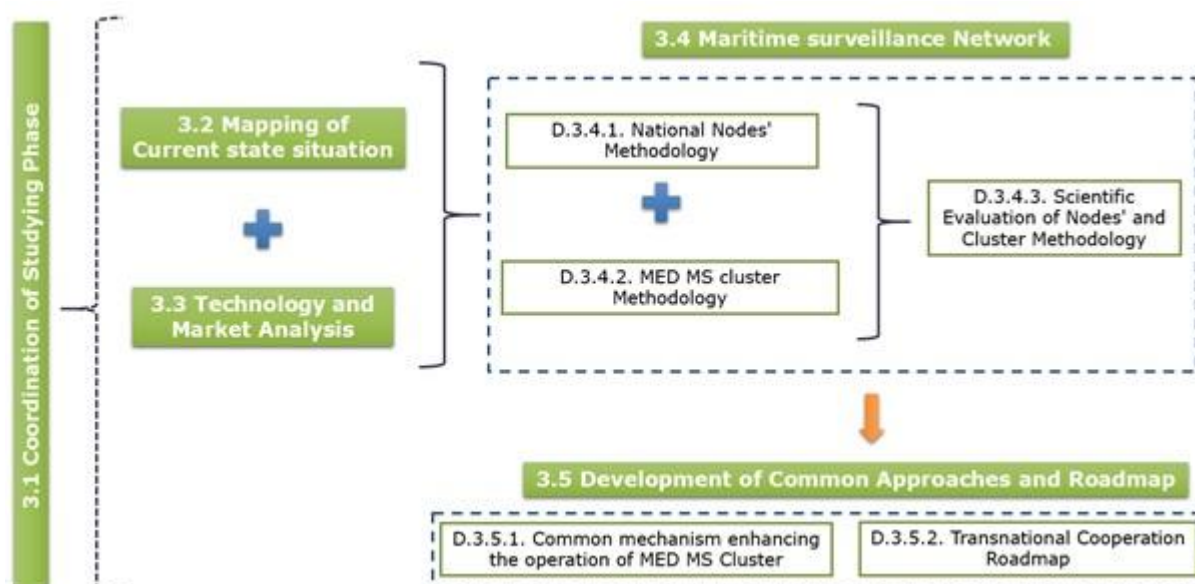 3.1 Coordination of Studying Phase
3.4 Maritime surveillance Network
3.2 Mapping of
Current state situation
3.3 Technology and
Market Analysis
D.3.4.1. National Nodes'
Methodology
D.3.4.2. MED MS cluster
Methodology
D.3.4.3. Scientific
Evaluation of Nodes' and
Cluster Methodology
3.5 Development of Common Approaches and Roadmap
D.3.5.1. Common mechanism enhancing
the operation of MED MS Cluster
D.3.5.2. Transnational Cooperation
Roadmap